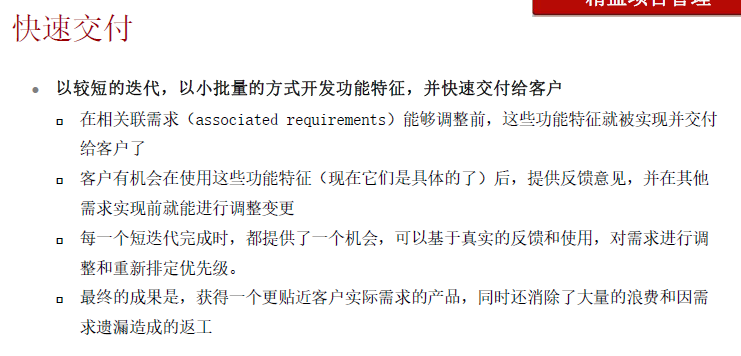 精益项目管理
快速交付
以较短的迭代，以小批量的方式开发功能特征，并快速交付给客户
在相关联需求（associated requirements）能够调整前，这些功能特征就被实现并交付
给客户了
客户有机会在使用这些功能特征（现在它们是具体的了）后，提供反馈意见，并在其他
需求实现前就能进行调整变更
每一个短迭代完成时，都提供了一个机会，可以基于真实的反馈和使用，对需求进行调
整和重新排定优先级。
最终的成果是，获得一个更贴近客户实际需求的产品，同时还消除了大量的浪费和因需
求遗漏造成的返工